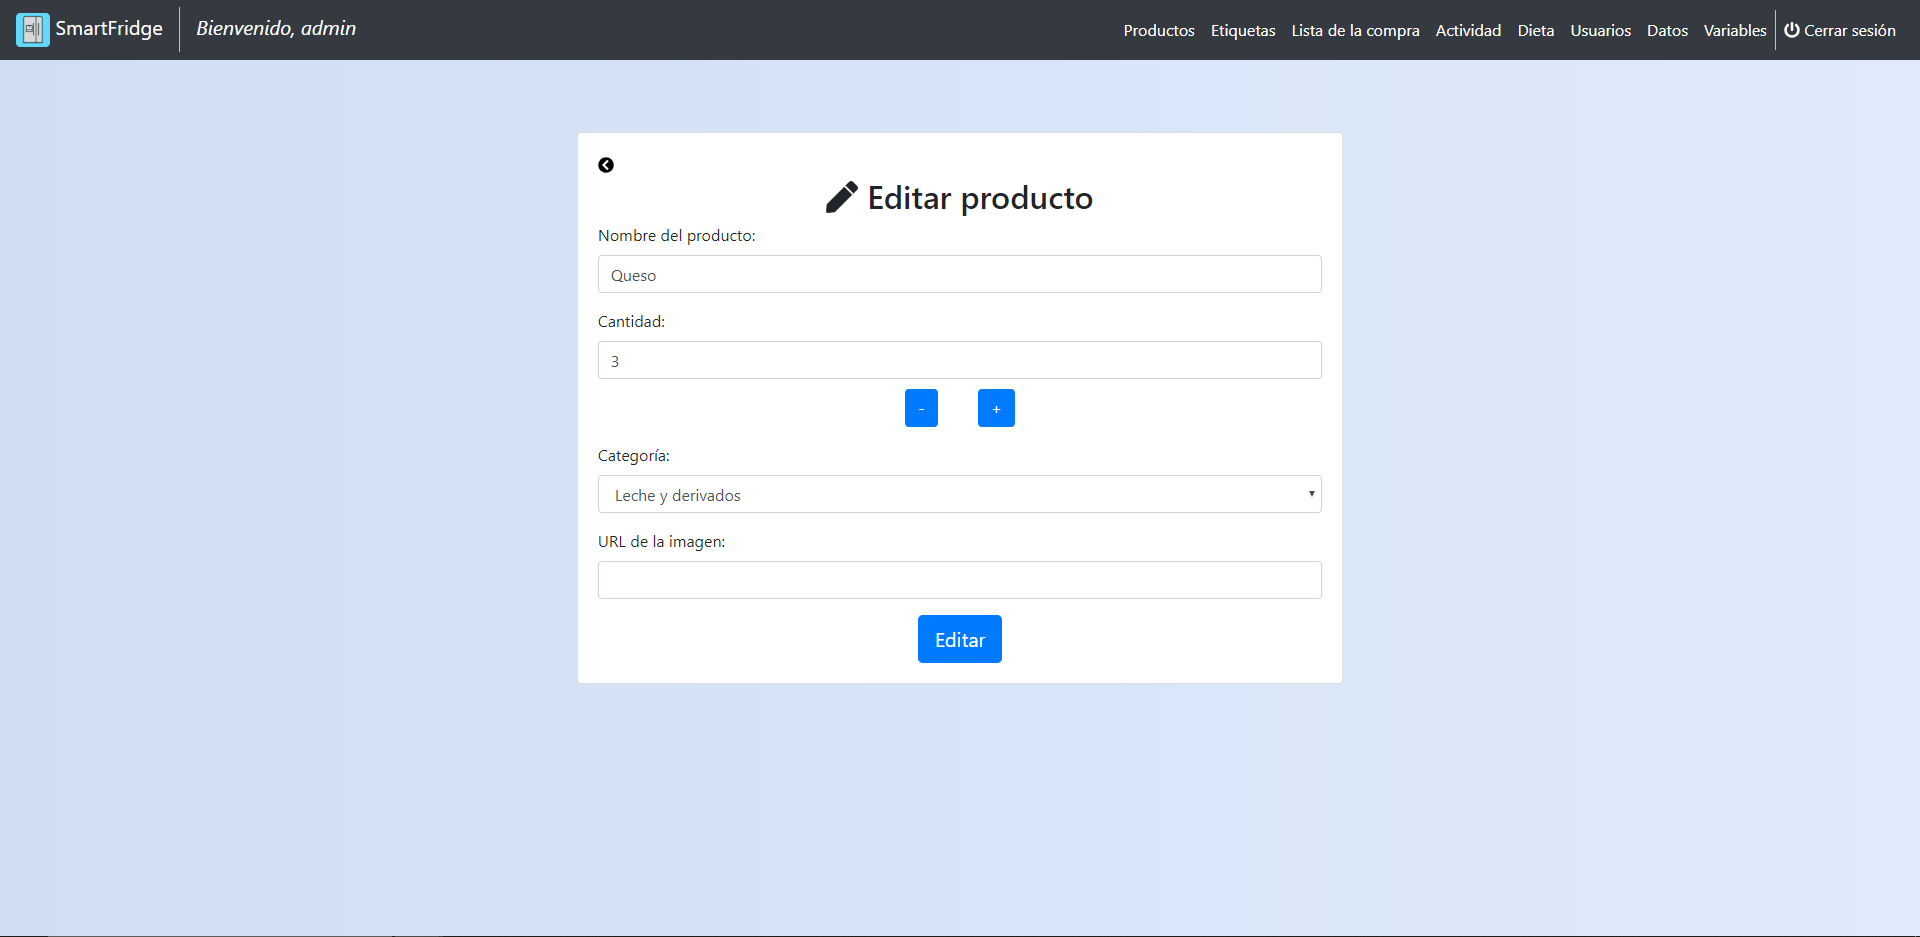 SmartFridge
Bienvenido, admin
Productos Etiquetas Lista de la compra Actividad Dieta Usuarios Datos Variables Cerrar sesión
Editar producto
Nombre del producto:
Queso
Cantidad:
3
- +
Categoría:
Leche y derivados
URL de la imagen:
Editar